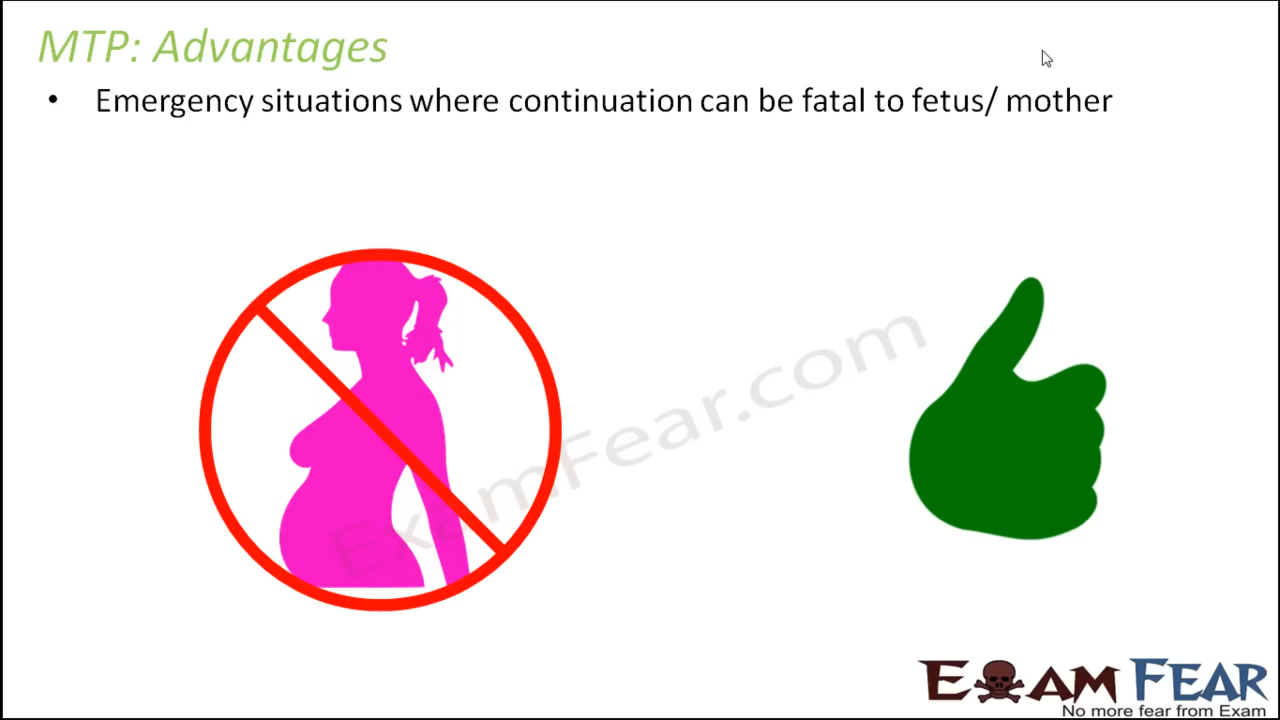 MTP: Advantages
• Emergency situations where continuation can be fatal to fetus/ mother
ExamFear.com
EXAM FEAR
No more fear from Exam